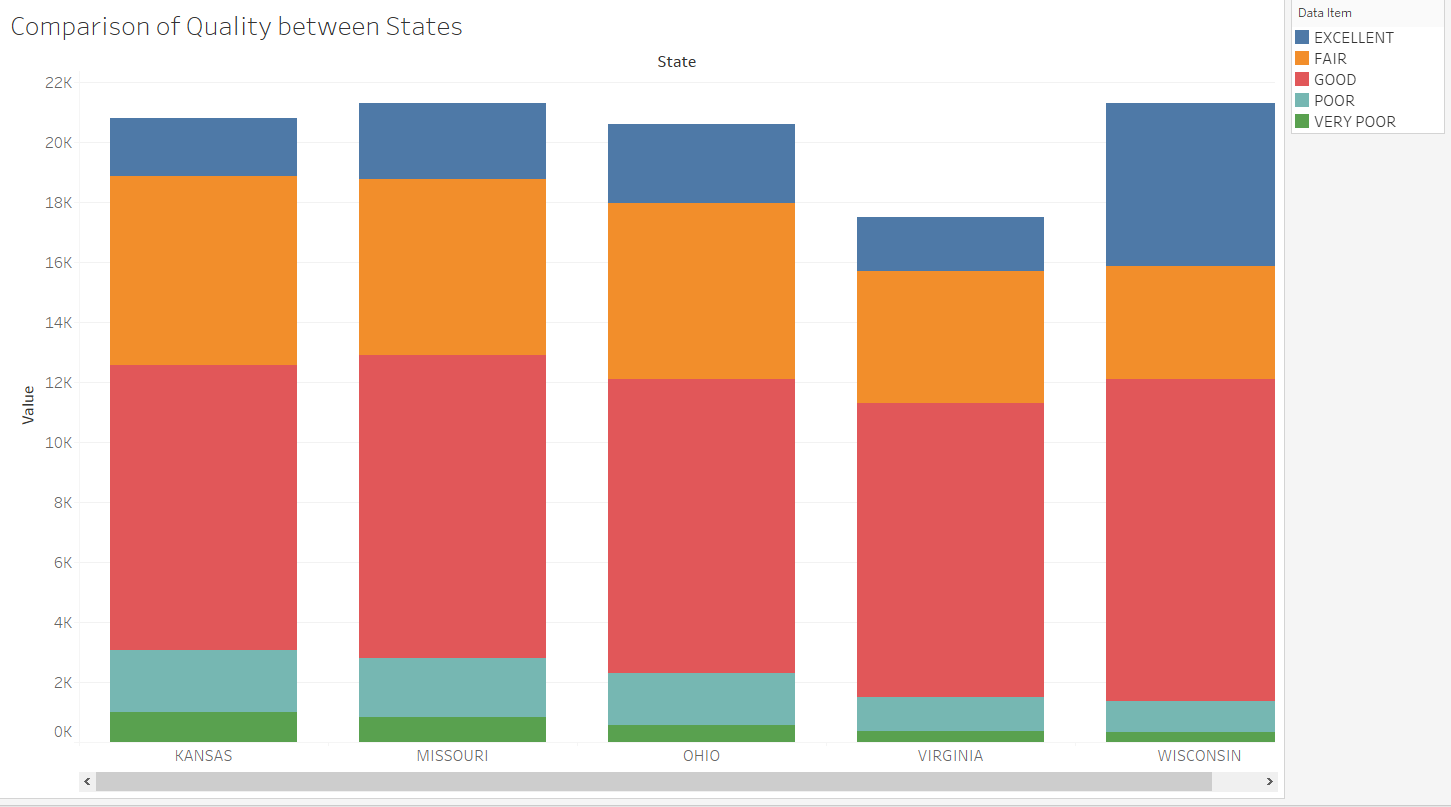 Comparison of Quality between States
State
22K
20K
18K
16K
14K
12K
10K
8K
6K
4K
2K
0K
Value
KANSAS MISSOURI OHIO VIRGINIA WISCONSIN
Data Item
EXCELLENT
FAIR
GOOD
POOR
VERY POOR